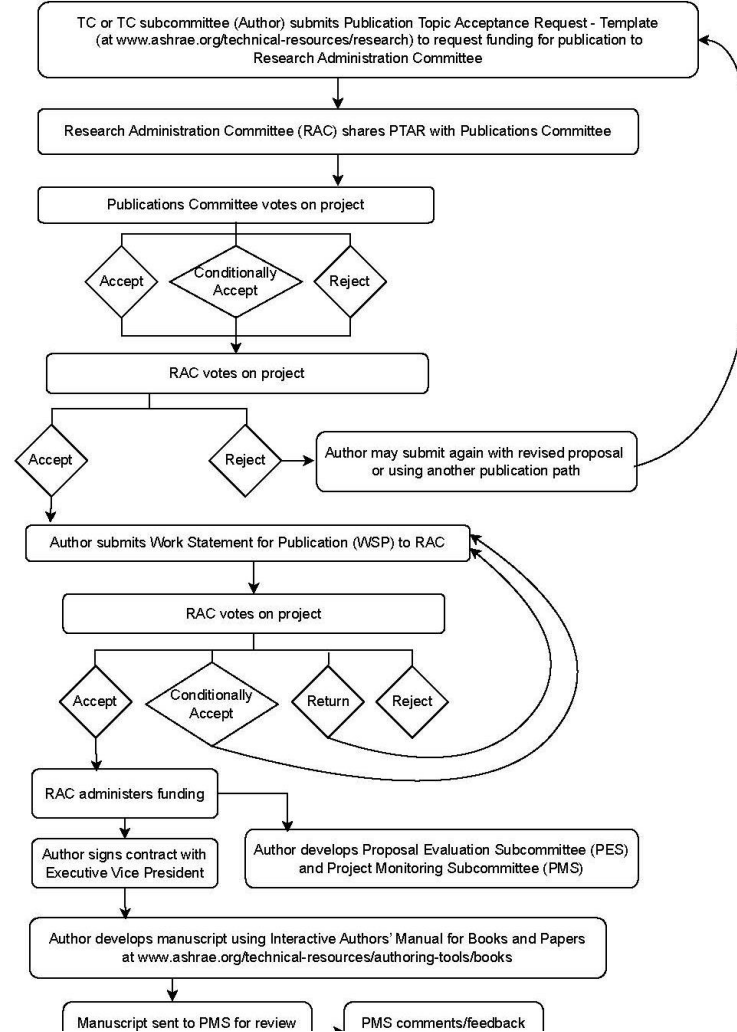 TC or TC subcommittee (Author) submits Publication Topic Acceptance Request - Template
(at www.ashrae.org/technical-resources/research) to request funding for publication to
Research Administration Committee
Research Administration Committee (RAC) shares PTAR with Publications Committee
Publications Committee votes on project
Accept
Conditionally
Accept
Reject
RAC votes on project
Accept
Reject
Author may submit again with revised proposal
or using another publication path
Author submits Work Statement for Publication (WSP) to RAC
RAC votes on project
Accept
Conditionally
Accept
Return
Reject
RAC administers funding
Author signs contract with
Executive Vice President
Author develops Proposal Evaluation Subcommittee (PES)
and Project Monitoring Subcommittee (PMS)
Author develops manuscript using Interactive Authors' Manual for Books and Papers
at www.ashrae.org/technical-resources/authoring-tools/books
Manuscript sent to PMS for review
PMS comments/feedback